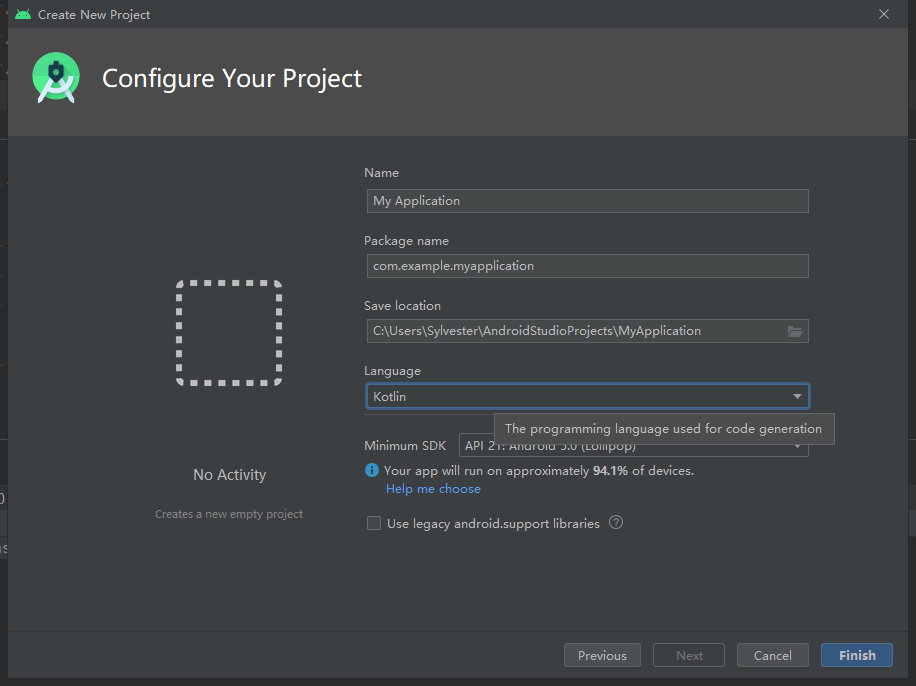 Create New Project
Configure Your Project
Name
My Application
Package name
com.example.myapplication
Save location
C:\Users\Sylvester\AndroidStudioProjects\MyApplication
Language
Kotlin
The programming language used for code generation
Minimum SDK
API 21: Android 5.0 (Lollipop)
Your app will run on approximately 94.1% of devices.
Help me choose
Use legacy android.support libraries ?
No Activity
Creates a new empty project
Previous
Next
Cancel
Finish